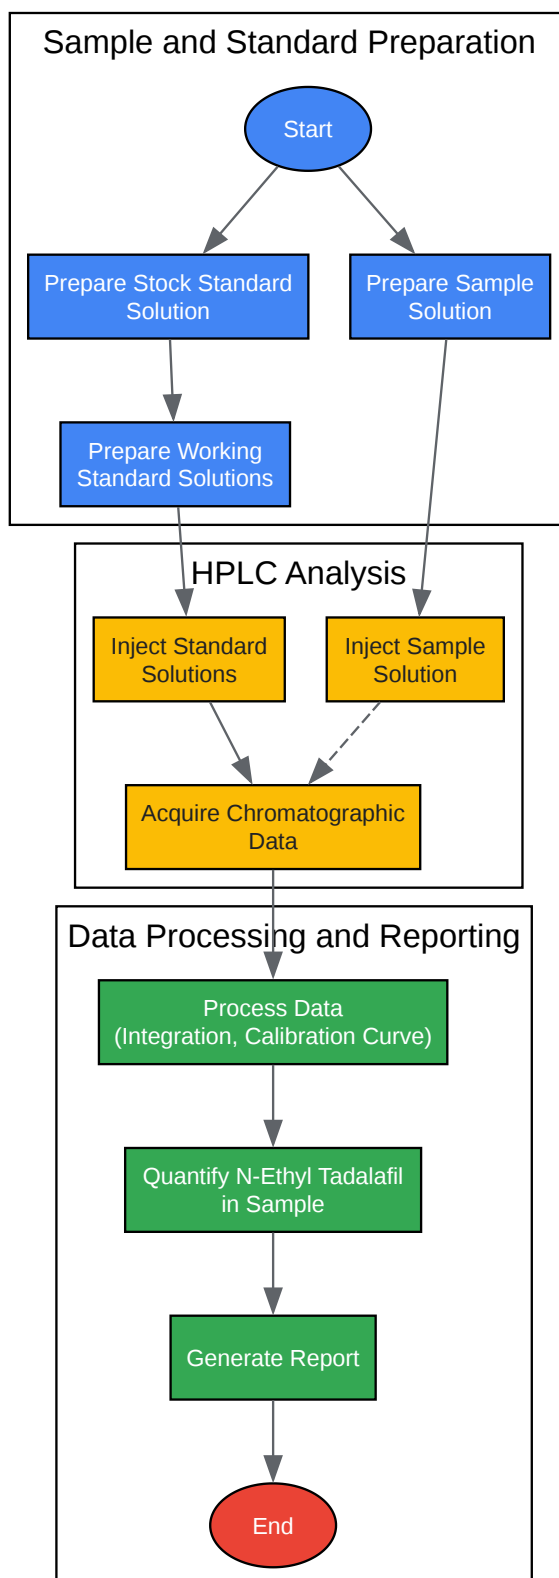 Sample and Standard Preparation
Start
Prepare Stock Standard
Solution
Prepare Sample
Solution
Prepare Working
Standard Solutions
HPLC Analysis
Inject Standard
Solutions
Inject Sample
Solution
Acquire Chromatographic
Data
Data Processing and Reporting
Process Data
(Integration, Calibration Curve)
Quantify N-Ethyl Tadalafil
in Sample
Generate Report
End